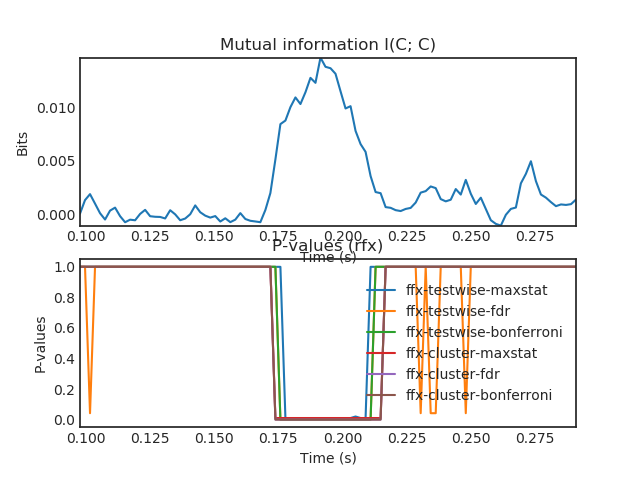 Mutual information I(C; C)
Bits
0.010
0.005
0.000
0.100 0.125 0.150 0.175 0.200 0.225 0.250 0.275
Time (s)
P-values (rfx)
P-values
1.0
0.8
0.6
0.4
0.2
0.0
ffx-testwise-maxstat
ffx-testwise-fdr
ffx-testwise-bonferroni
ffx-cluster-maxstat
ffx-cluster-fdr
ffx-cluster-bonferroni
0.100 0.125 0.150 0.175 0.200 0.225 0.250 0.275
Time (s)